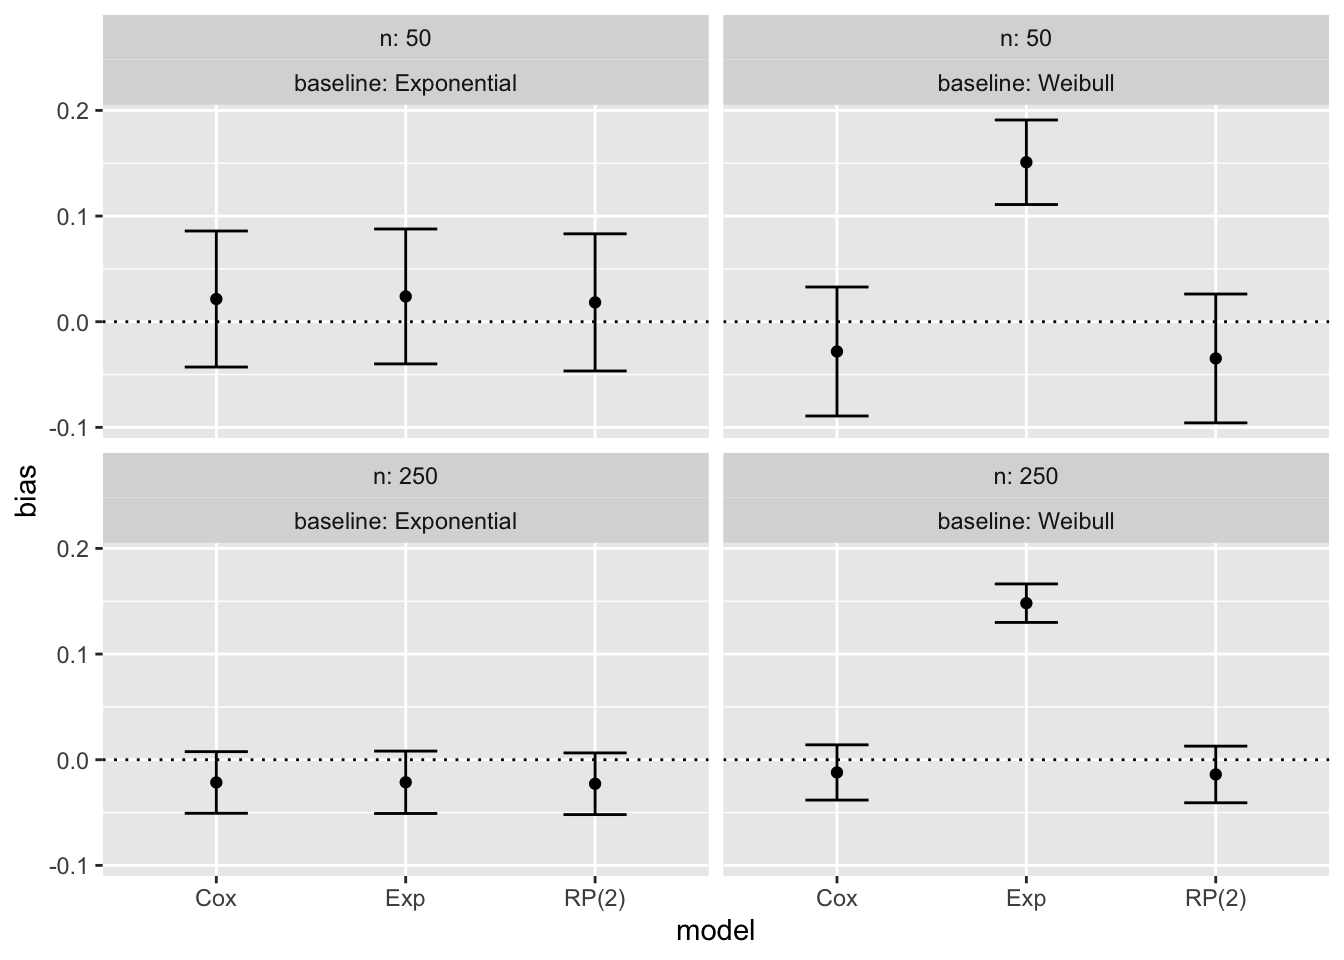 n: 50
baseline: Exponential
n: 50
baseline: Weibull
0.2
0.1
0.0
-0.1
n: 250
baseline: Exponential
n: 250
baseline: Weibull
0.2
0.1
0.0
-0.1
bias
Cox Exp RP(2) Cox Exp RP(2)
model